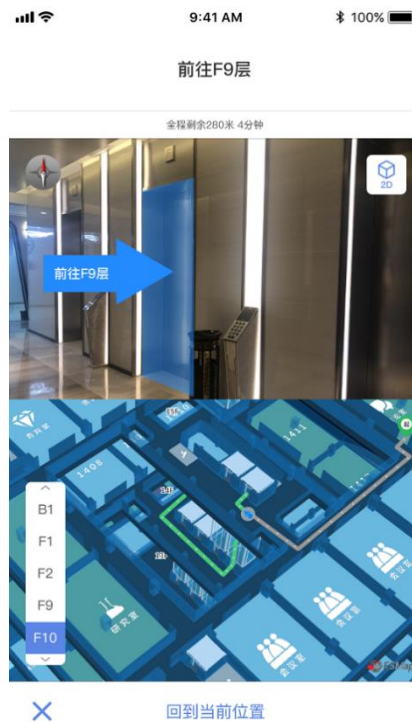 9:41 AM
100%
前往F9层
全程剩余280米 4分钟
2D
前往F9层
1411
1408
B1
F1
F2
F9
F10
研究室
会议室
会议室
会议室
回到当前位置